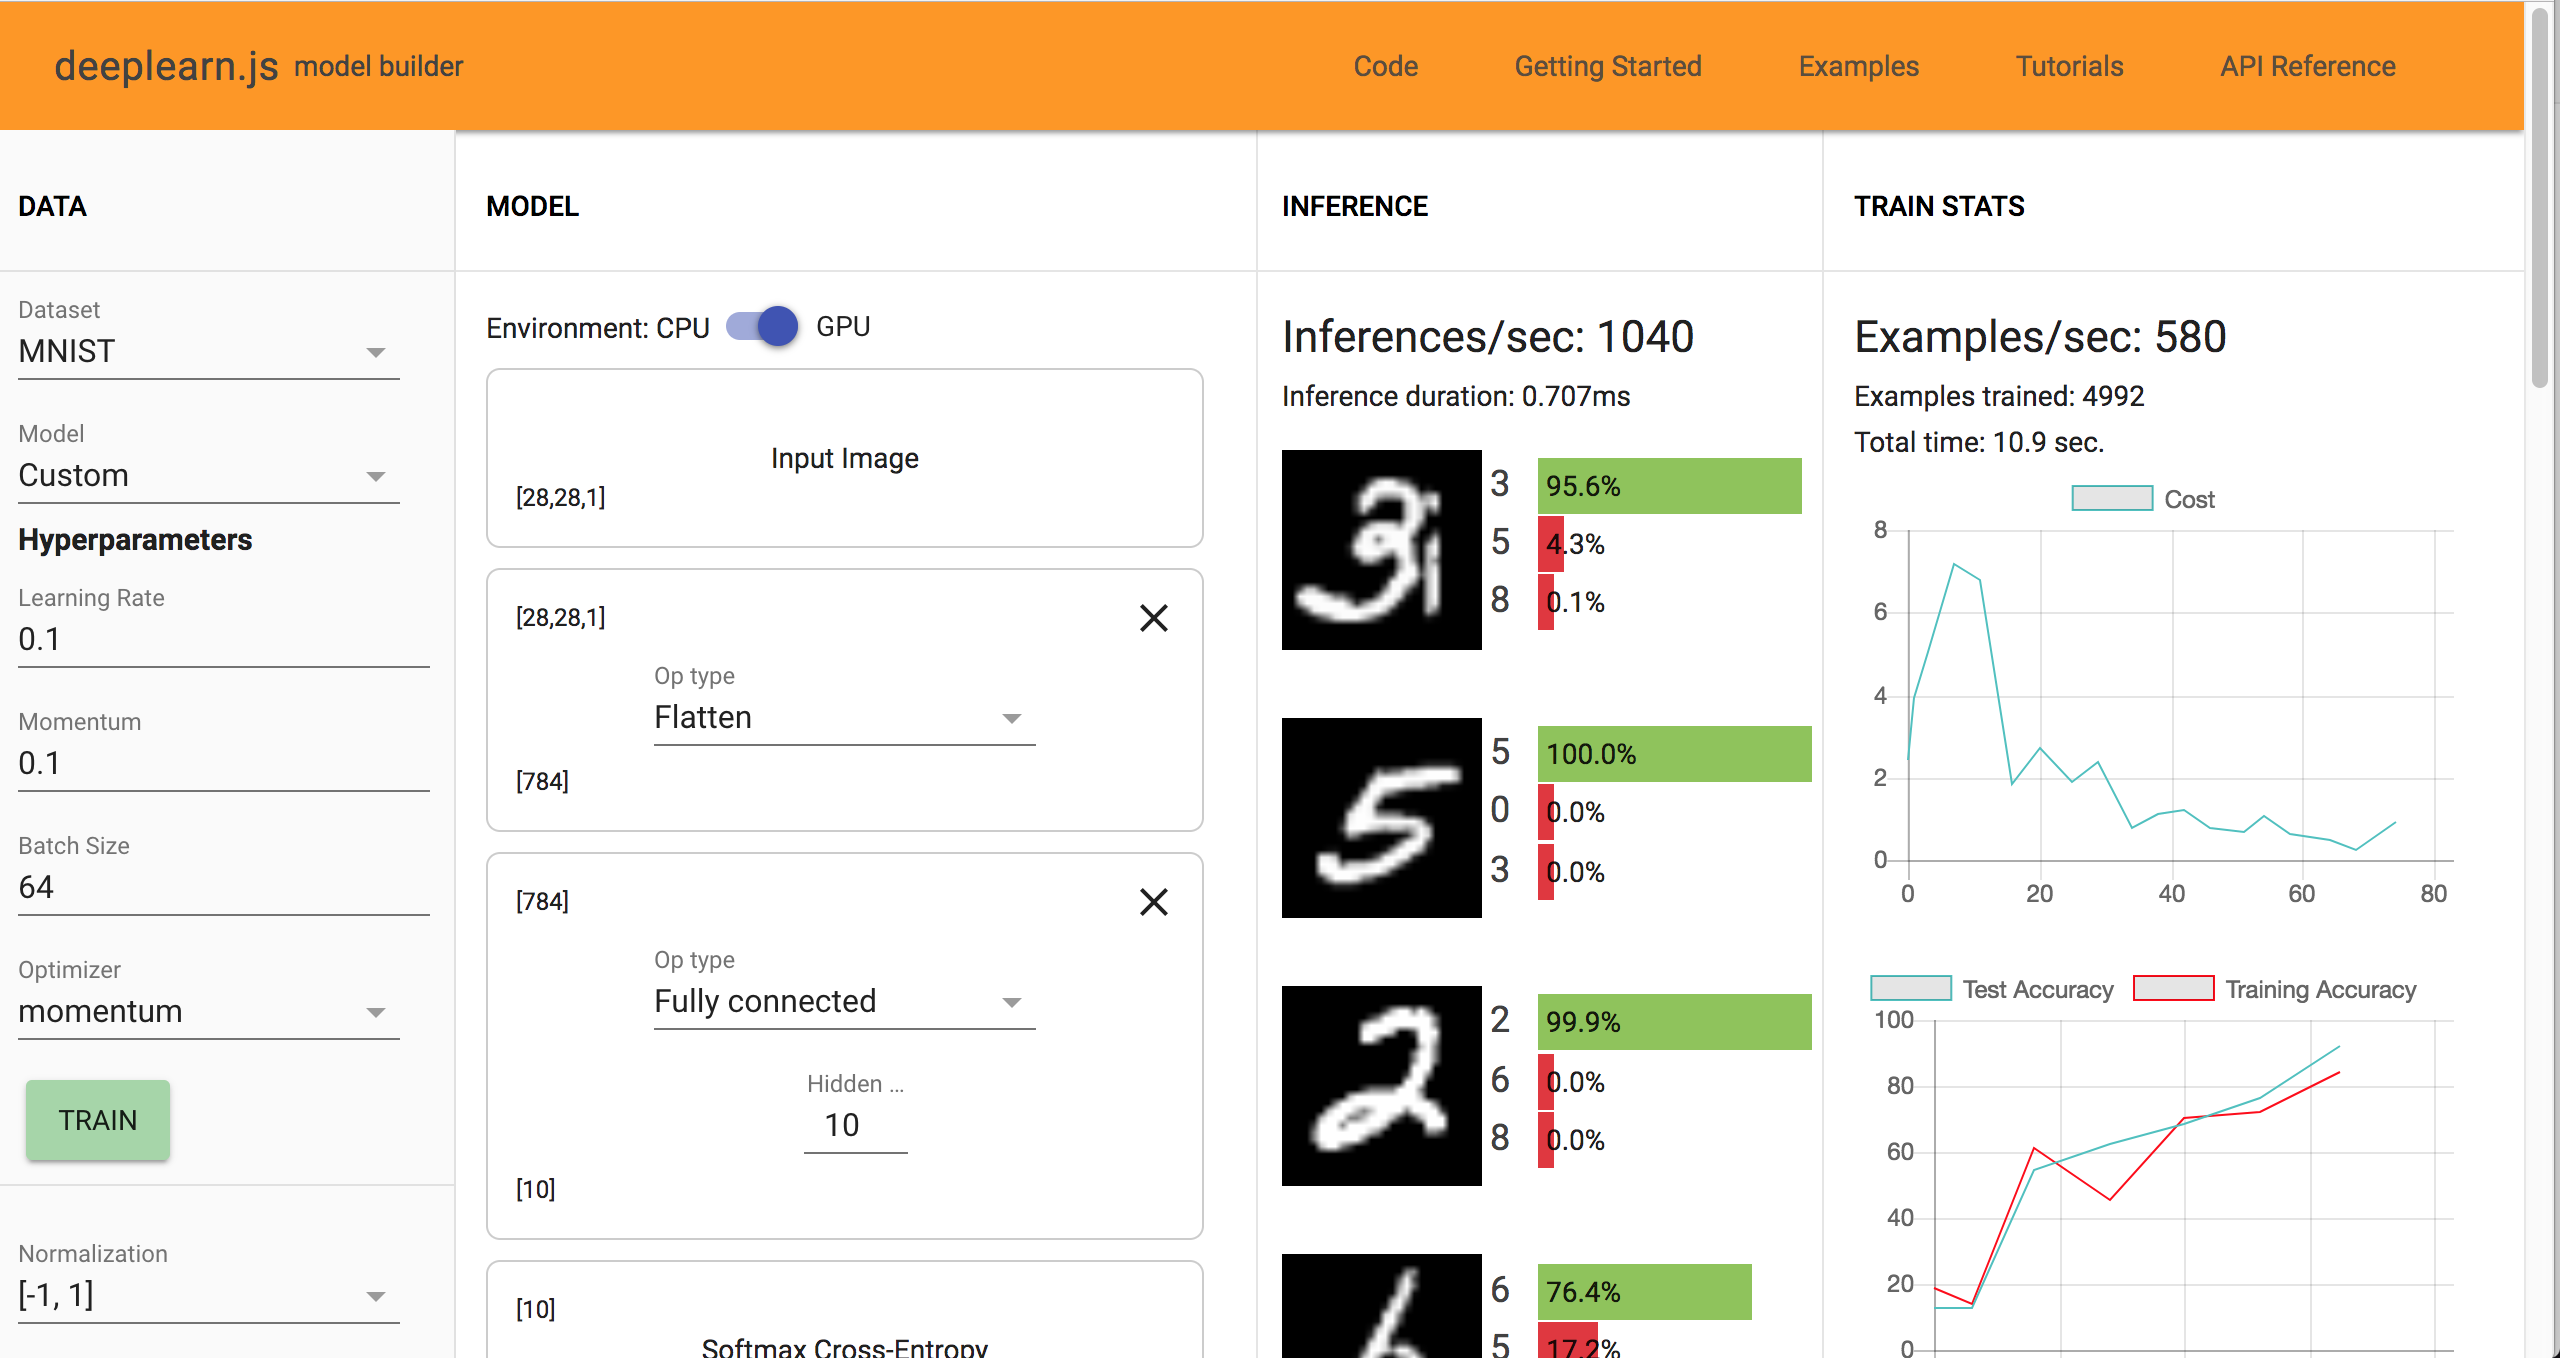 deeplearn.js model builder
Code Getting Started Examples Tutorials API Reference
DATA
Dataset
MNIST
Model
Custom
Hyperparameters
Learning Rate
0.1
Momentum
0.1
Batch Size
64
Optimizer
momentum
TRAIN
Normalization
[-1, 1]
MODEL
Environment: CPU GPU
Input Image
[28,28,1]
[28,28,1]
Op type
Flatten
[784]
[784]
Op type
Fully connected
Hidden ...
10
[10]
[10]
Softmax Cross-Entropy
INFERENCE
Inferences/sec: 1040
Inference duration: 0.707ms
3 95.6%
5 4.3%
8 0.1%
5 100.0%
0 0.0%
3 0.0%
2 99.9%
6 0.0%
8 0.0%
6 76.4%
5 17.2%
TRAIN STATS
Examples/sec: 580
Examples trained: 4992
Total time: 10.9 sec.
Cost
8
6
4
2
0
0 20 40 60 80
Test Accuracy Training Accuracy
100
80
60
40
20
0